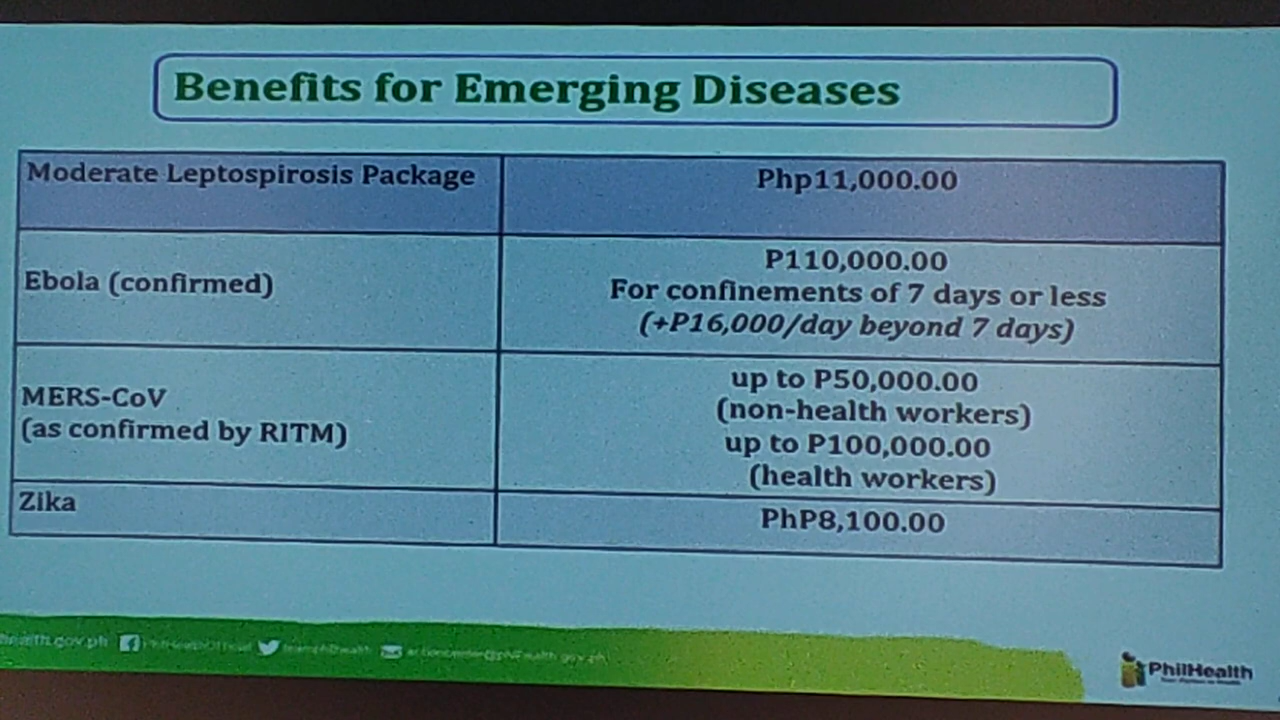 Benefits for Emerging Diseases
Moderate Leptospirosis Package
Php11,000.00
Ebola (confirmed)
P110,000.00
For confinements of 7 days or less
(+P16,000/day beyond 7 days)
MERS-CoV
(as confirmed by RITM)
up to P50,000.00
(non-health workers)
up to P100,000.00
(health workers)
Zika
PhP8,100.00
PhilHealth